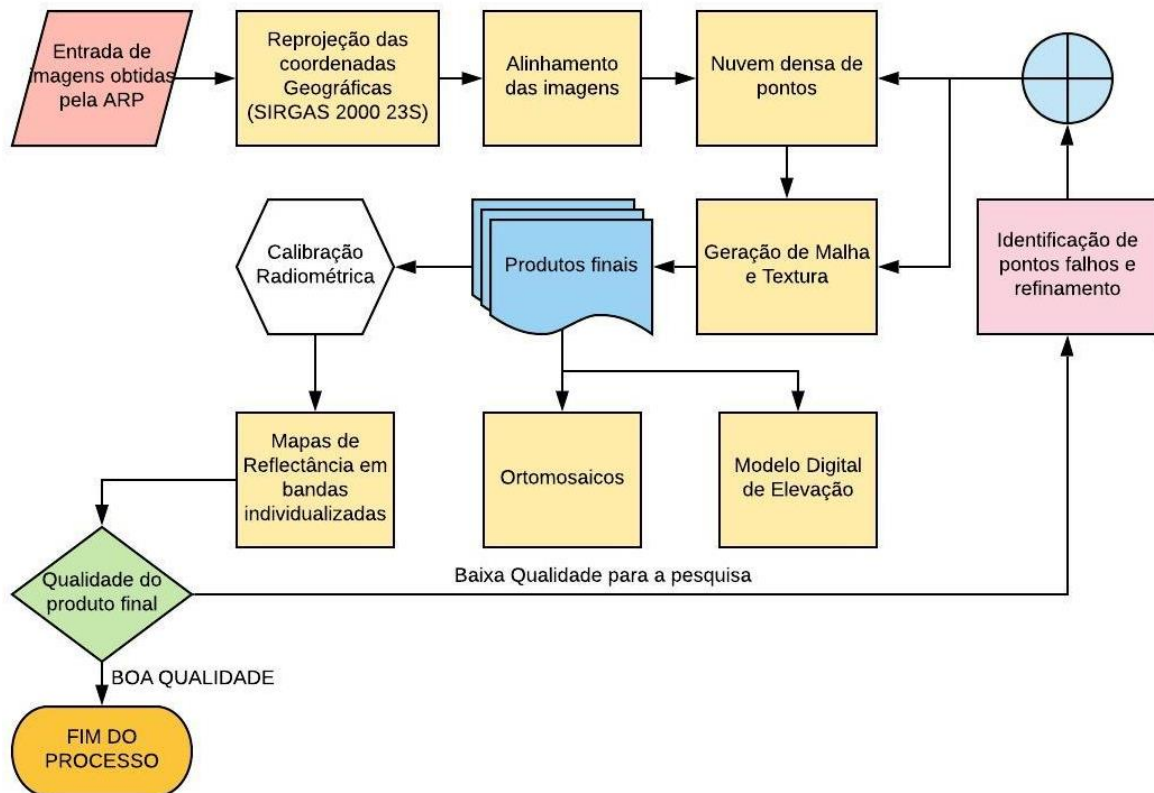 Entrada de
imagens obtidas
pela ARP
Reprojeção das
coordenadas
Geográficas
(SIRGAS 2000 23S)
Alinhamento
das imagens
Nuvem densa de
pontos
Calibração
Radiométrica
Produtos finais
Geração de Malha
e Textura
Identificação de
pontos falhos e
refinamento
Mapas de
Reflectância em
bandas
individualizadas
Ortomosaicos
Modelo Digital
de Elevação
Qualidade do
produto final
Baixa Qualidade para a pesquisa
BOA QUALIDADE
FIM DO
PROCESSO